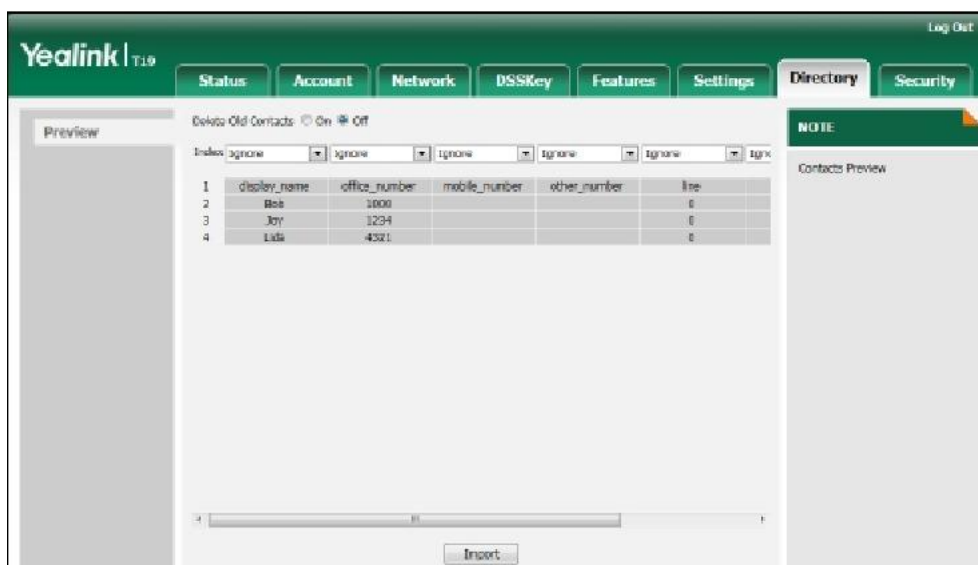 Log Out
Yealink T19
Status Account Network DSSKey Features Settings Directory Security
Preview
Delete Old Contacts On Off
NOTE
Index Ignore Ignore Ignore Ignore Ignore Ign
Contacts Preview
1 display_name office_number mobile_number other_number line
2 Bob 1000 0
3 Joy 1234 0
4 Lida 4321 0
Import